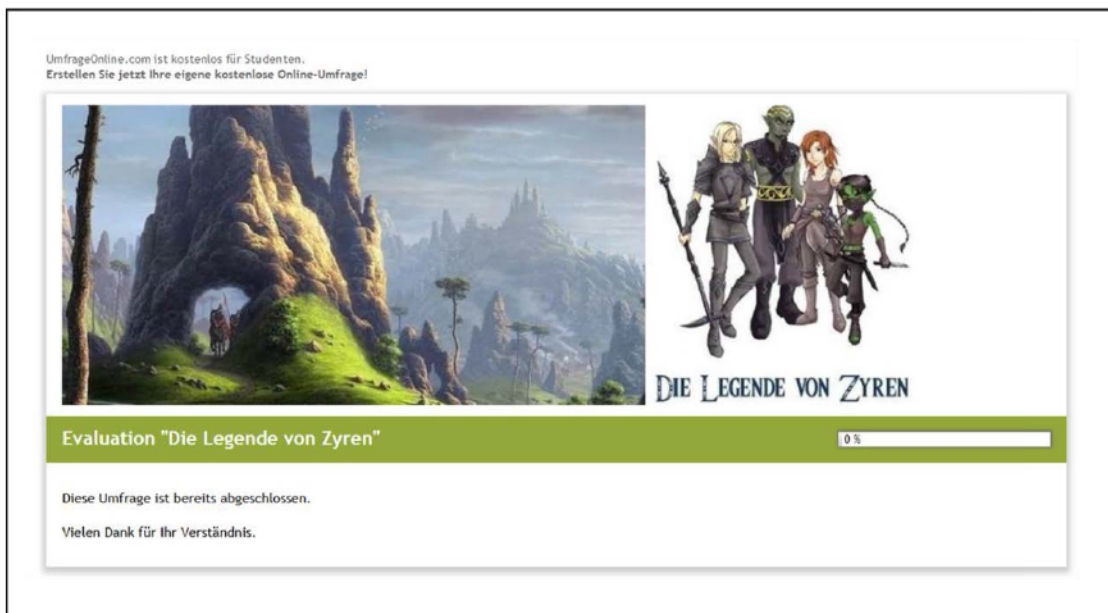 UmfrageOnline.com ist kostenlos für Studenten.
Erstellen Sie jetzt Ihre eigene kostenlose Online-Umfrage!
DIE LEGENDE VON ZYREN
Evaluation "Die Legende von Zyren"
0 %
Diese Umfrage ist bereits abgeschlossen.
Vielen Dank für Ihr Verständnis.